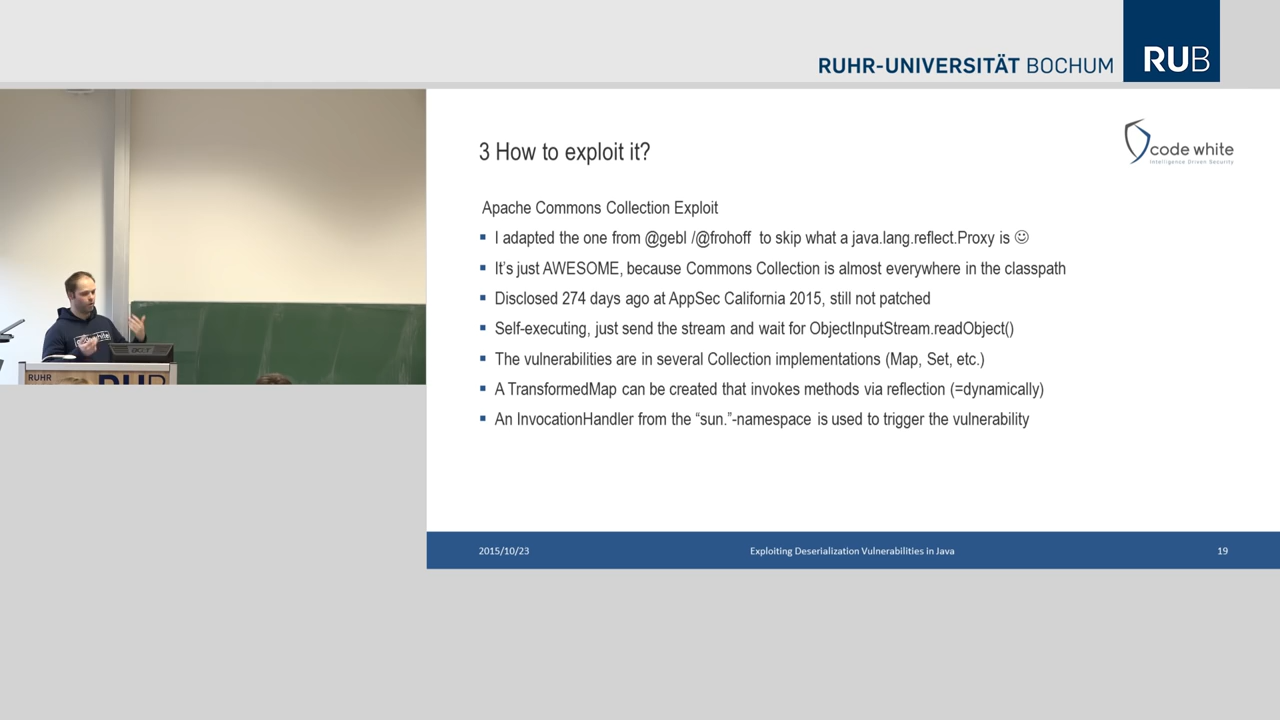 RUHR-UNIVERSITÄT BOCHUM
RUB
code white
Intelligence Driven Security
3 How to exploit it?
Apache Commons Collection Exploit
▪ I adapted the one from @gebl /@frohoff to skip what a java.lang.reflect.Proxy is ☺
▪ It's just AWESOME, because Commons Collection is almost everywhere in the classpath
▪ Disclosed 274 days ago at AppSec California 2015, still not patched
▪ Self-executing, just send the stream and wait for ObjectInputStream.readObject()
▪ The vulnerabilities are in several Collection implementations (Map, Set, etc.)
▪ A TransformedMap can be created that invokes methods via reflection (=dynamically)
▪ An InvocationHandler from the “sun.”-namespace is used to trigger the vulnerability
RUHR
RUB
2015/10/23
Exploiting Deserialization Vulnerabilities in Java
19